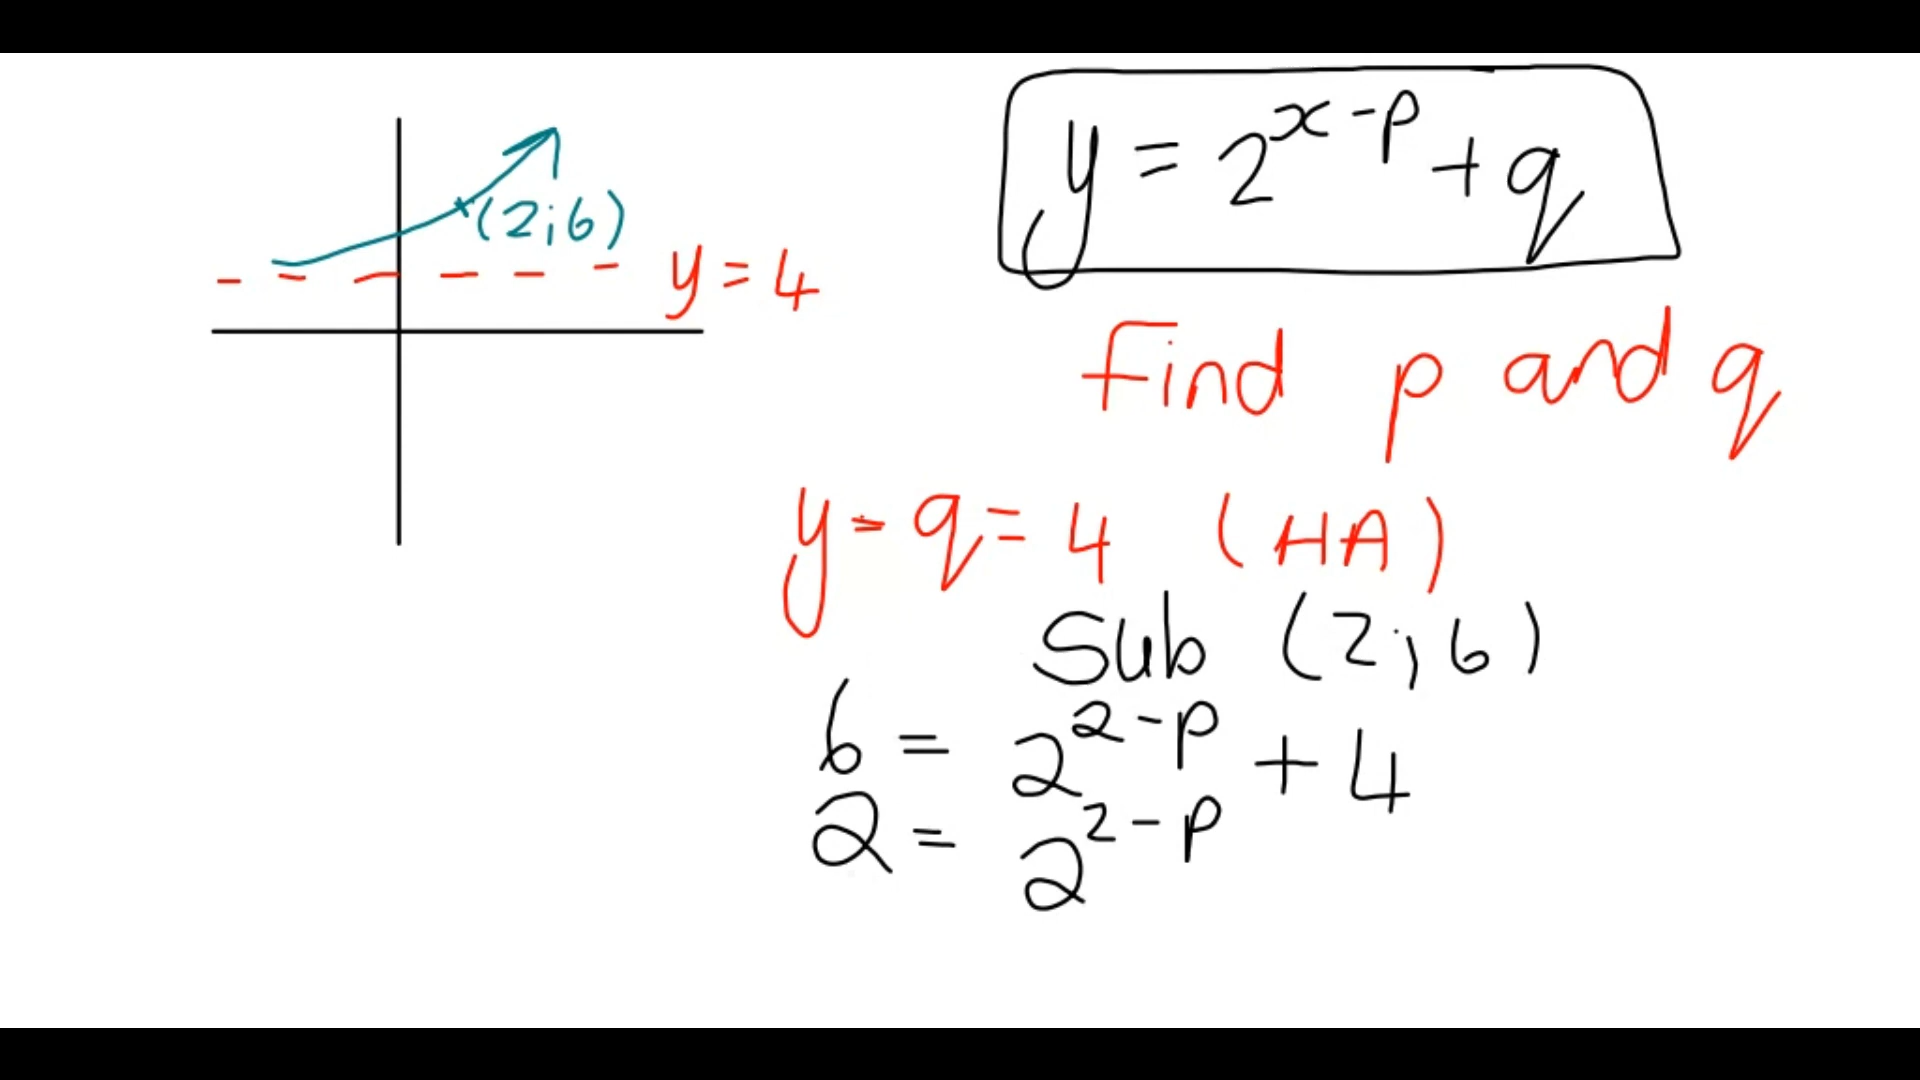 (2;6)
y = 4
y = 2^{x-p} + q
Find p and q
y = q = 4 (HA)
Sub (2;6)
6 = 2^{2-p} + 4
2 = 2^{2-p}